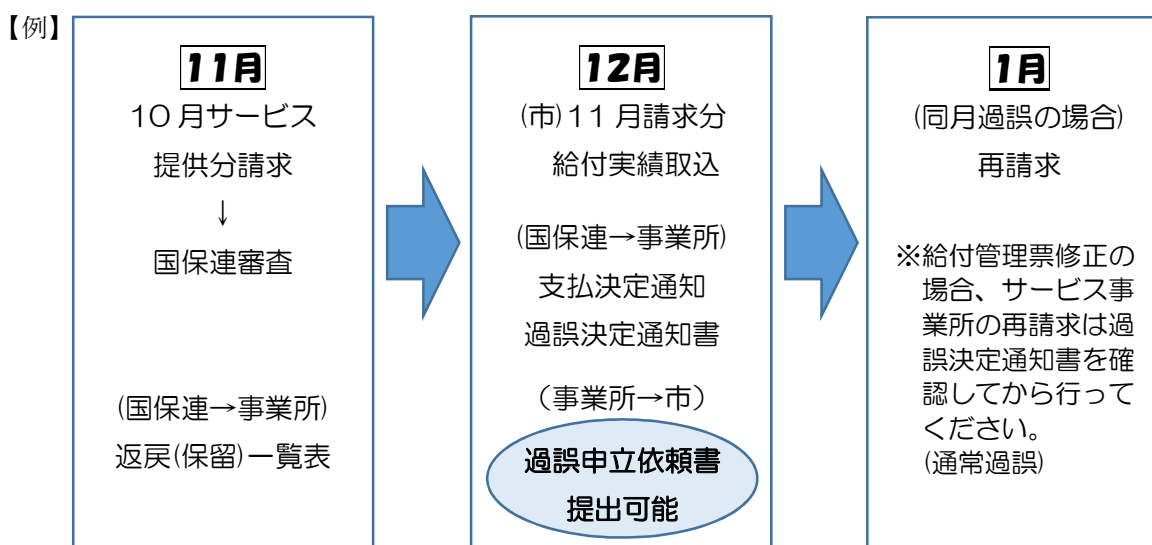 【例】
11月
10月サービス
提供分請求
↓
国保連審査
(国保連→事業所)
返戻(保留)一覧表
12月
(市)11月請求分
給付実績取込
(国保連→事業所)
支払決定通知
過誤決定通知書
（事業所→市）
過誤申立依頼書
提出可能
1月
(同月過誤の場合)
再請求
※給付管理票修正の
場合、サービス事
業所の再請求は過
誤決定通知書を確
認してから行って
ください。
(通常過誤)